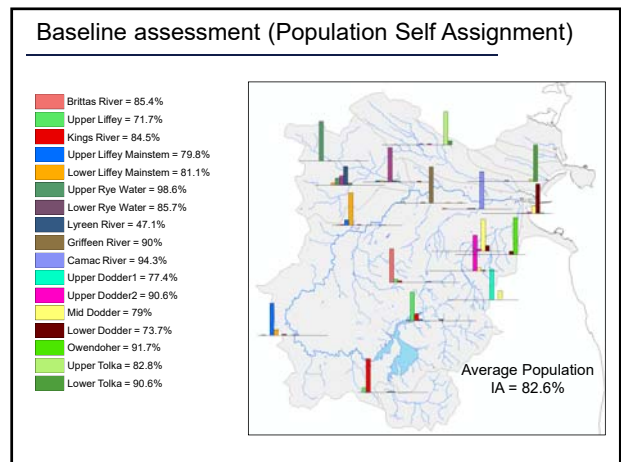 Baseline assessment (Population Self Assignment)
Brittas River = 85.4%
Upper Liffey = 71.7%
Kings River = 84.5%
Upper Liffey Mainstem = 79.8%
Lower Liffey Mainstem = 81.1%
Upper Rye Water = 98.6%
Lower Rye Water = 85.7%
Lyreen River = 47.1%
Griffeen River = 90%
Camac River = 94.3%
Upper Dodder1 = 77.4%
Upper Dodder2 = 90.6%
Mid Dodder = 79%
Lower Dodder = 73.7%
Owendoher = 91.7%
Upper Tolka = 82.8%
Lower Tolka = 90.6%
Average Population
IA = 82.6%